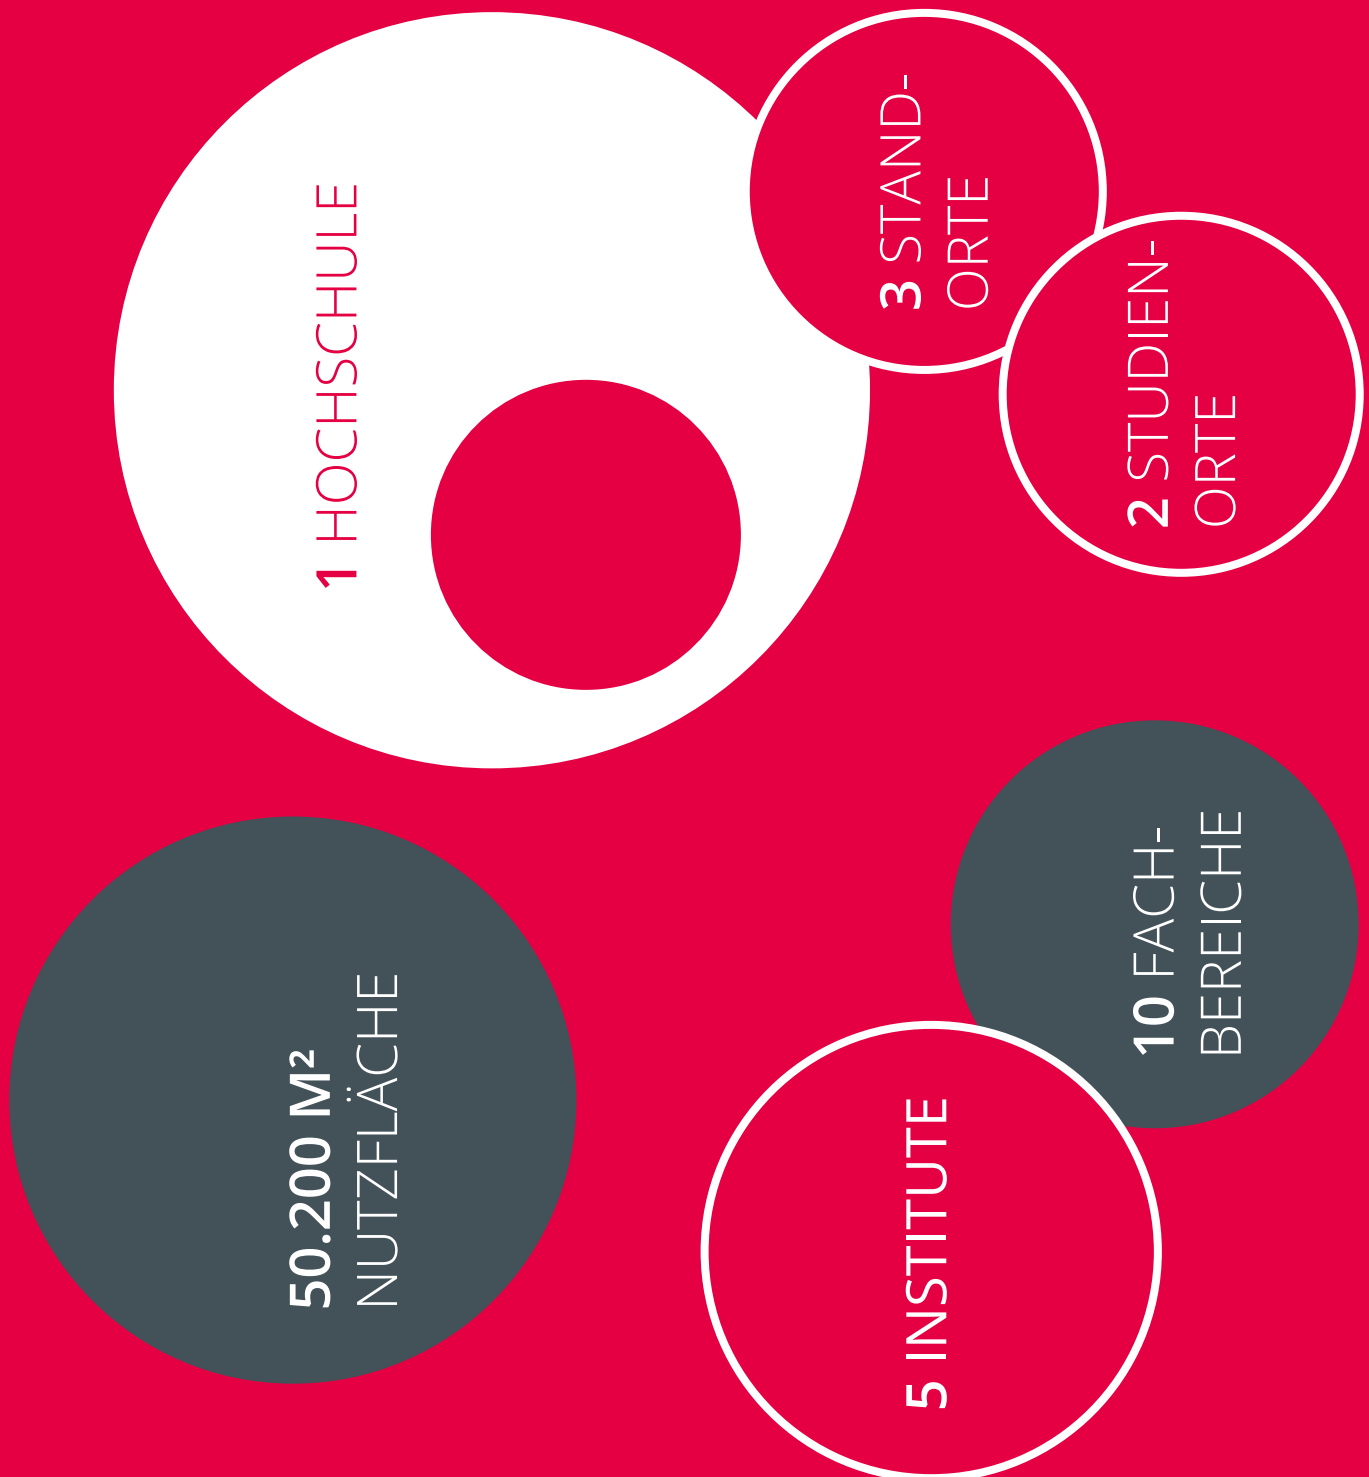 1 HOCHSCHULE
3 STAND-
ORTE
2 STUDIEN-
ORTE
50.200 M²
NUTZFLÄCHE
10 FACH-
BEREICHE
5 INSTITUTE